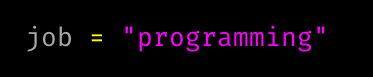 job = "programming"